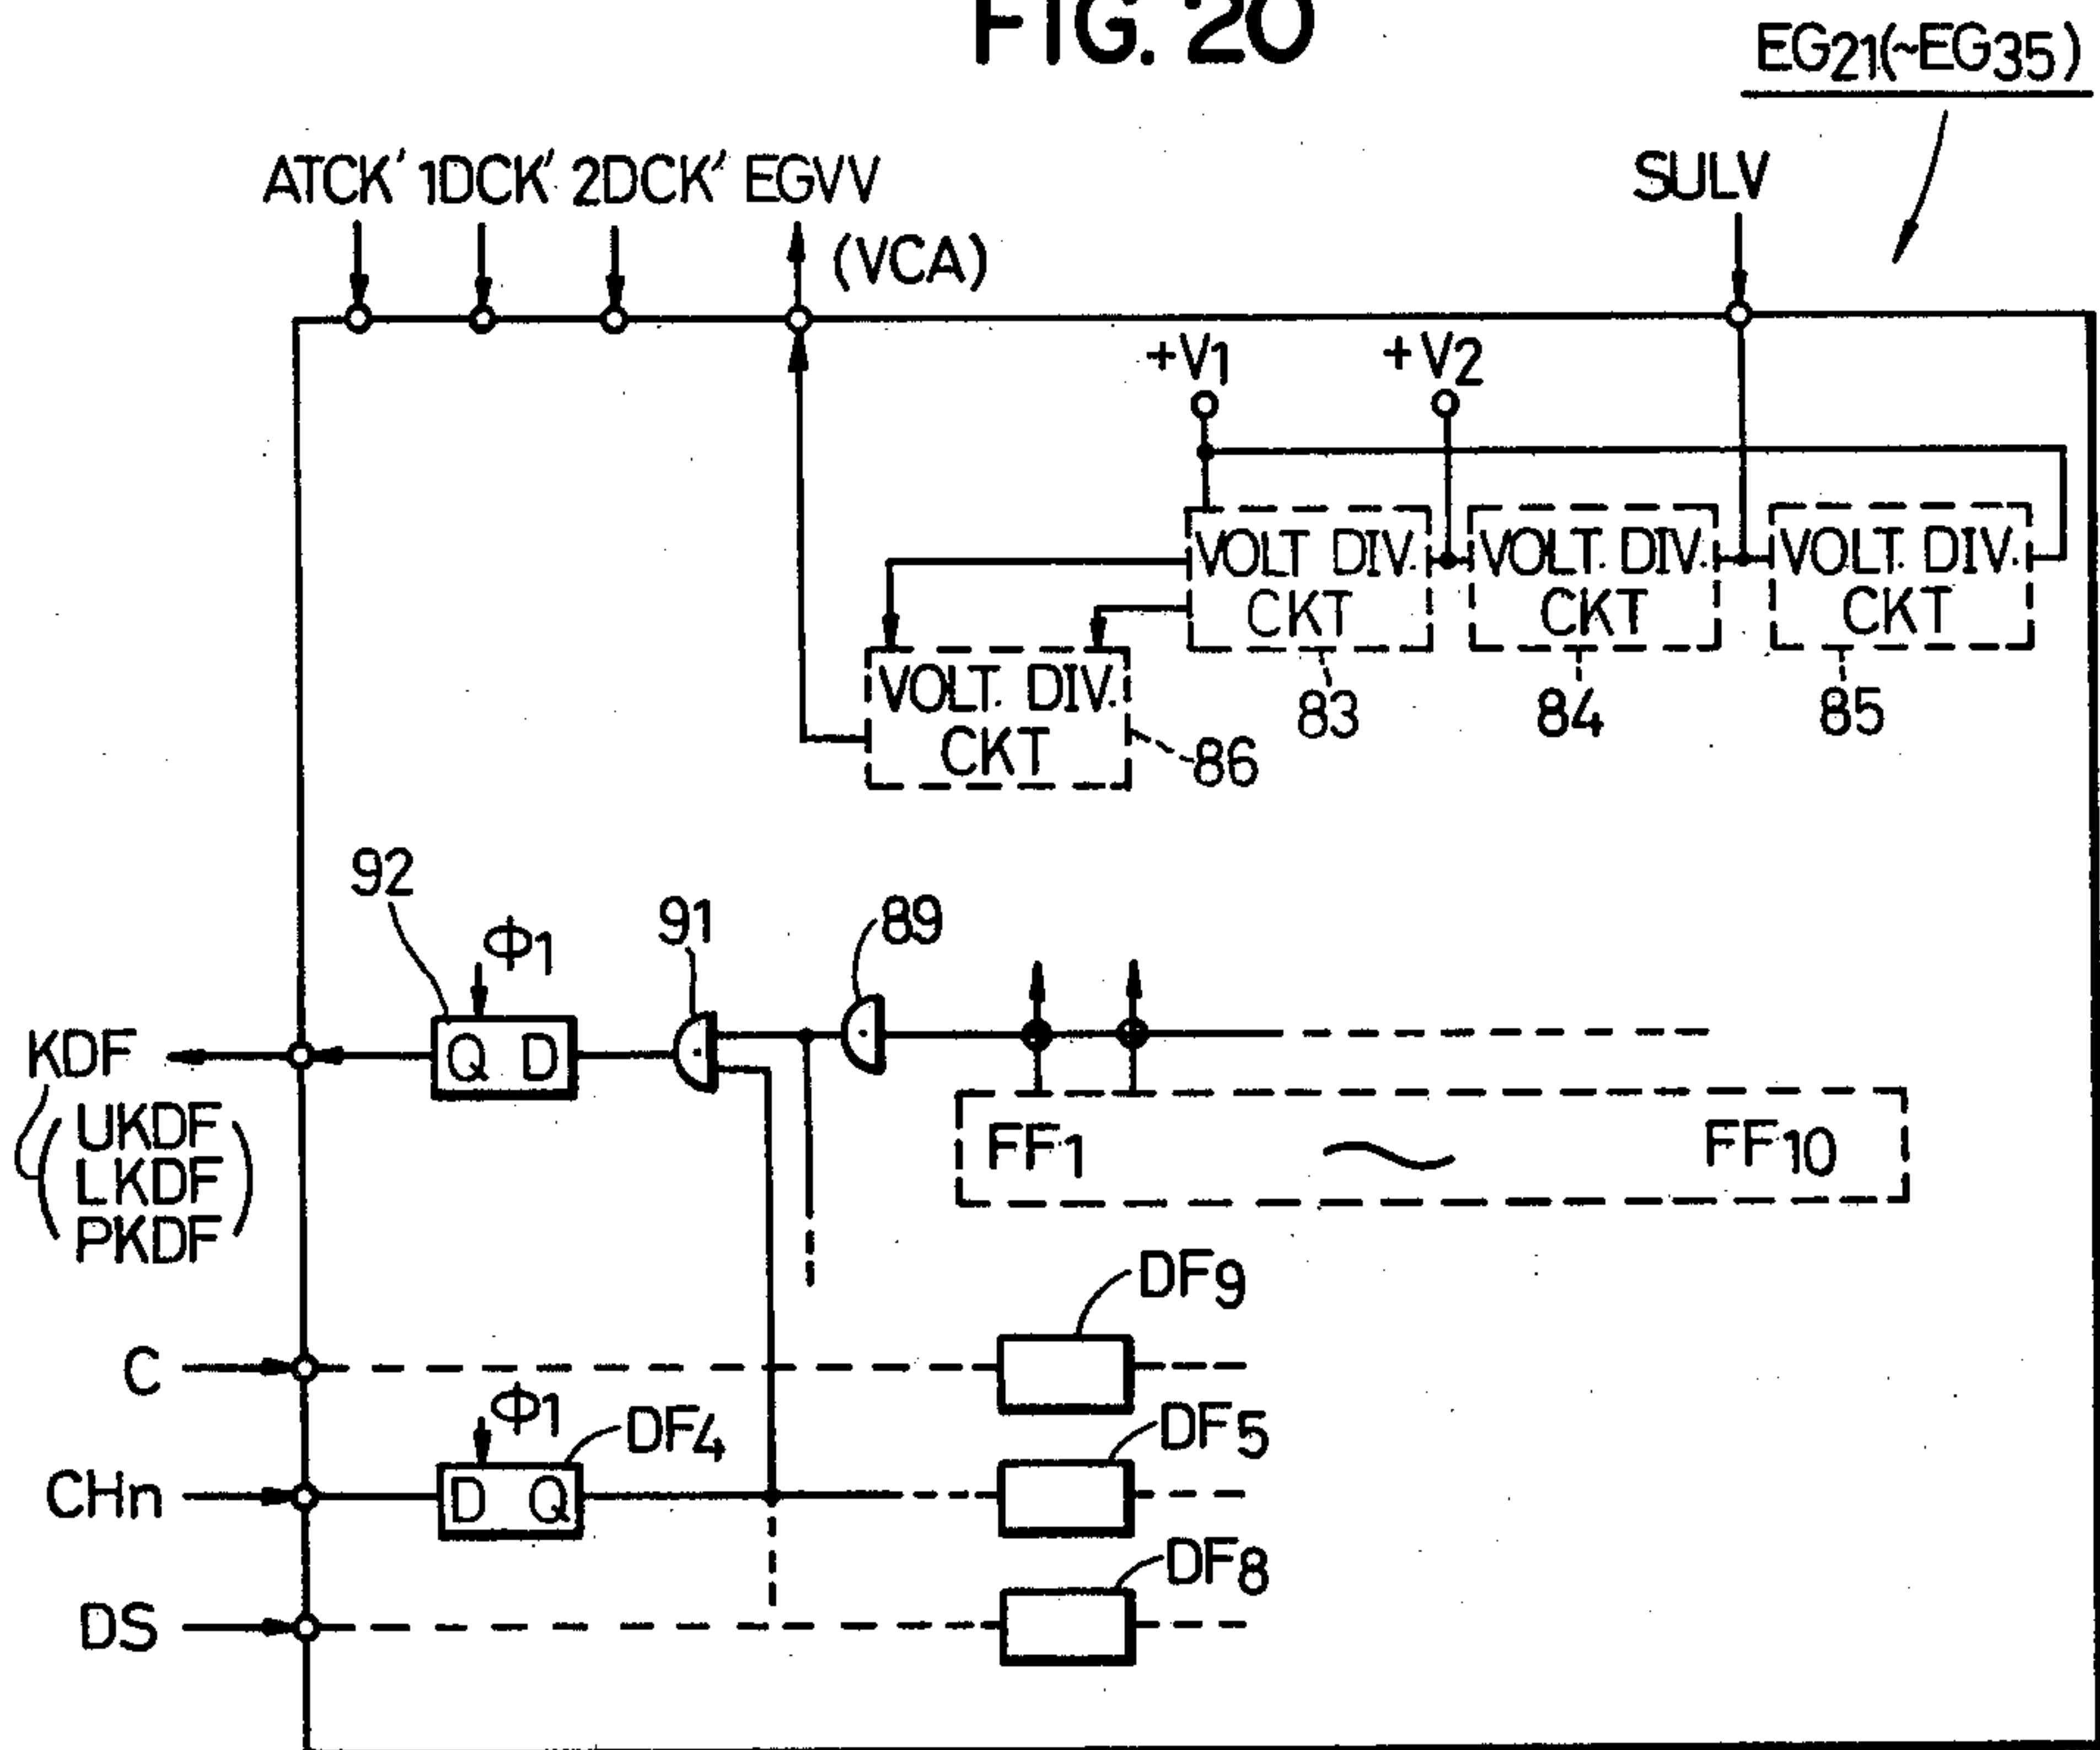 FIG. 20
EG21(~EG35)
ATCK' 1DCK' 2DCK' EGVV
SULV
(VCA)
+V1
+V2
VOLT DIV.
CKT
VOLT. DIV.
CKT
VOLT. DIV.
CKT
VOLT. DIV.
CKT
83
84
85
86
92
Φ1
91
89
KDF
Q D
UKDF
LKDF
PKDF
FF1
~
FF10
DF9
C
Φ1
DF4
DF5
CHn
D Q
DF8
DS